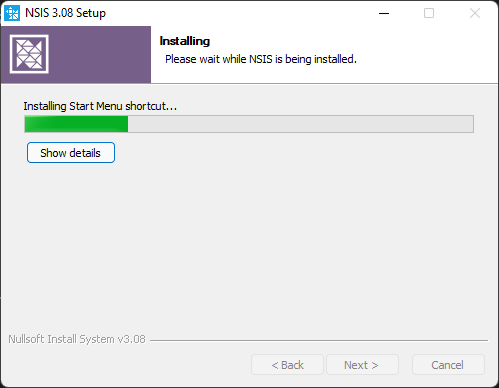 NSIS 3.08 Setup
Installing
Please wait while NSIS is being installed.
Installing Start Menu shortcut...
Show details
Nullsoft Install System v3.08
< Back
Next >
Cancel